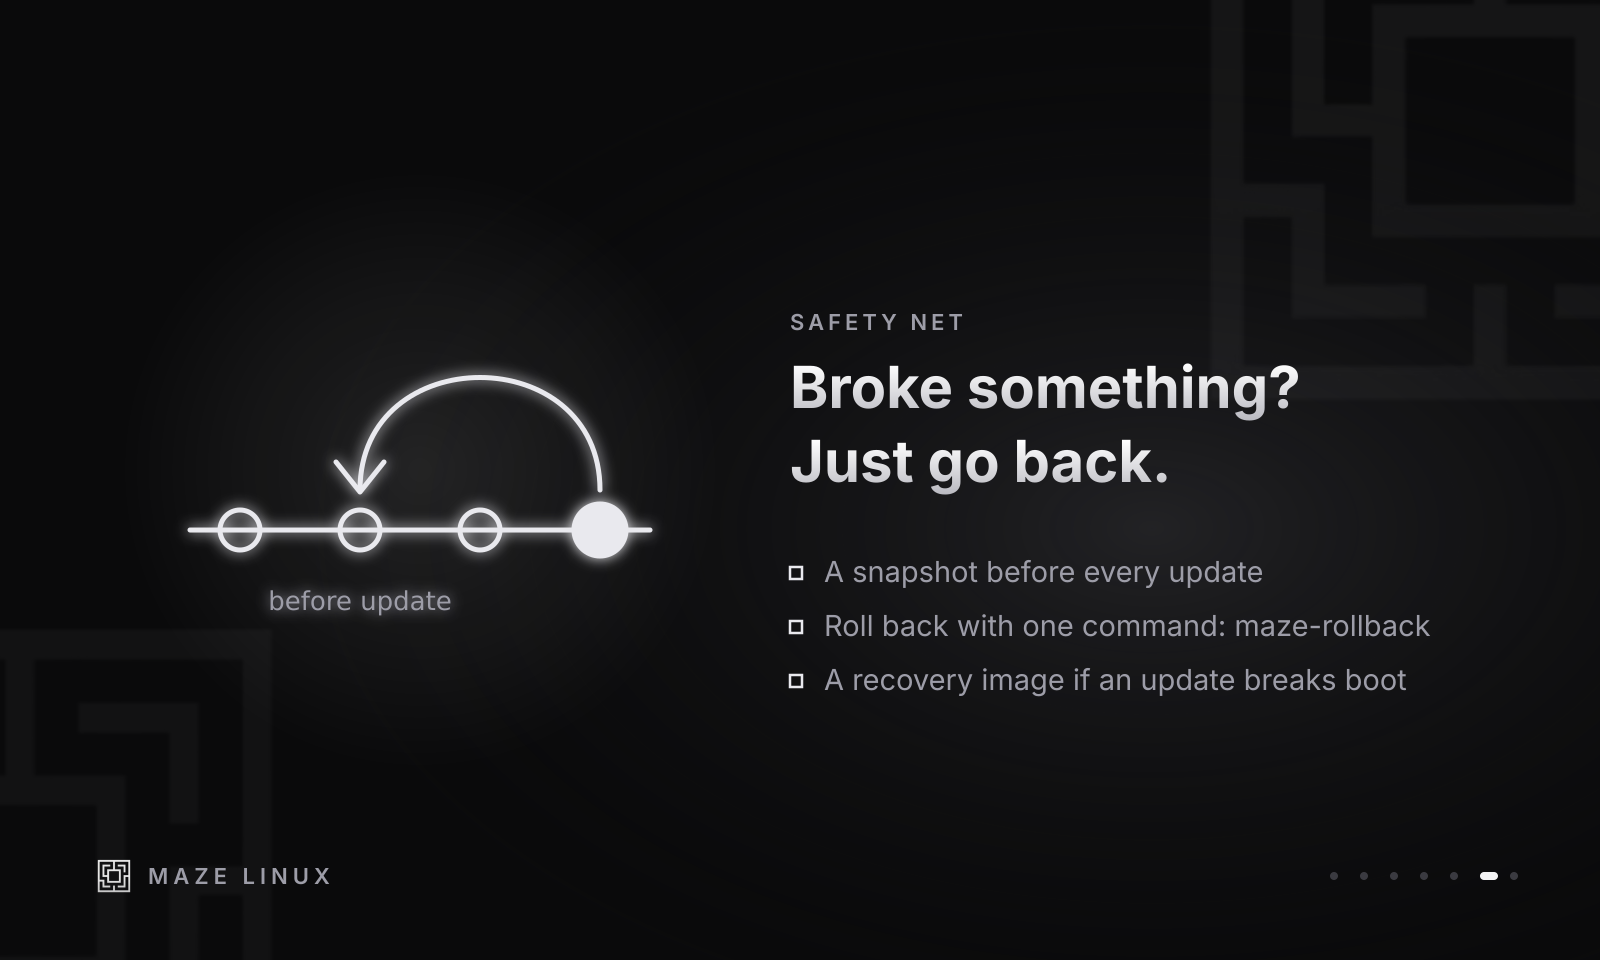 SAFETY NET
Broke something?
Just go back.
A snapshot before every update
Roll back with one command: maze-rollback
A recovery image if an update breaks boot
before update
MAZE LINUX